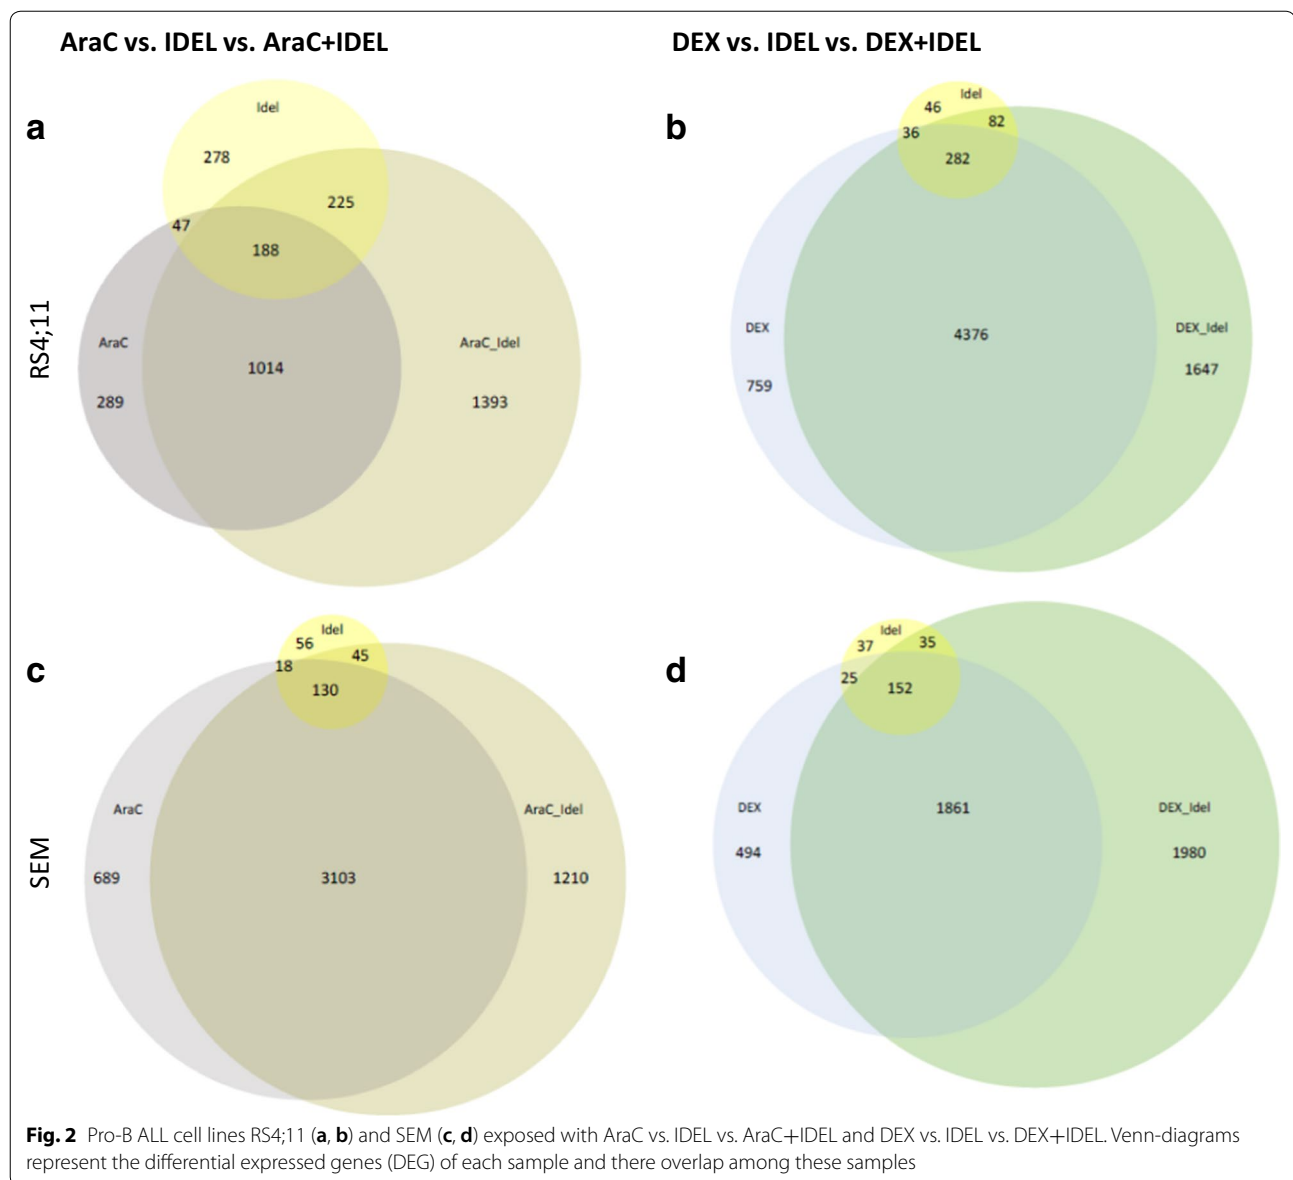 AraC vs. IDEL vs. AraC+IDEL
DEX vs. IDEL vs. DEX+IDEL
a
Idel
278
225
47
188
AraC
AraC_Idel
1014
289
1393
RS4;11
b
Idel
46
82
36
282
DEX
DEX_Idel
4376
759
1647
c
Idel
56
45
18
130
AraC
AraC_Idel
689
3103
1210
SEM
d
Idel
37
35
25
152
DEX
DEX_Idel
1861
494
1980
Fig. 2 Pro-B ALL cell lines RS4;11 (a, b) and SEM (c, d) exposed with AraC vs. IDEL vs. AraC+IDEL and DEX vs. IDEL vs. DEX+IDEL. Venn-diagrams
represent the differential expressed genes (DEG) of each sample and there overlap among these samples